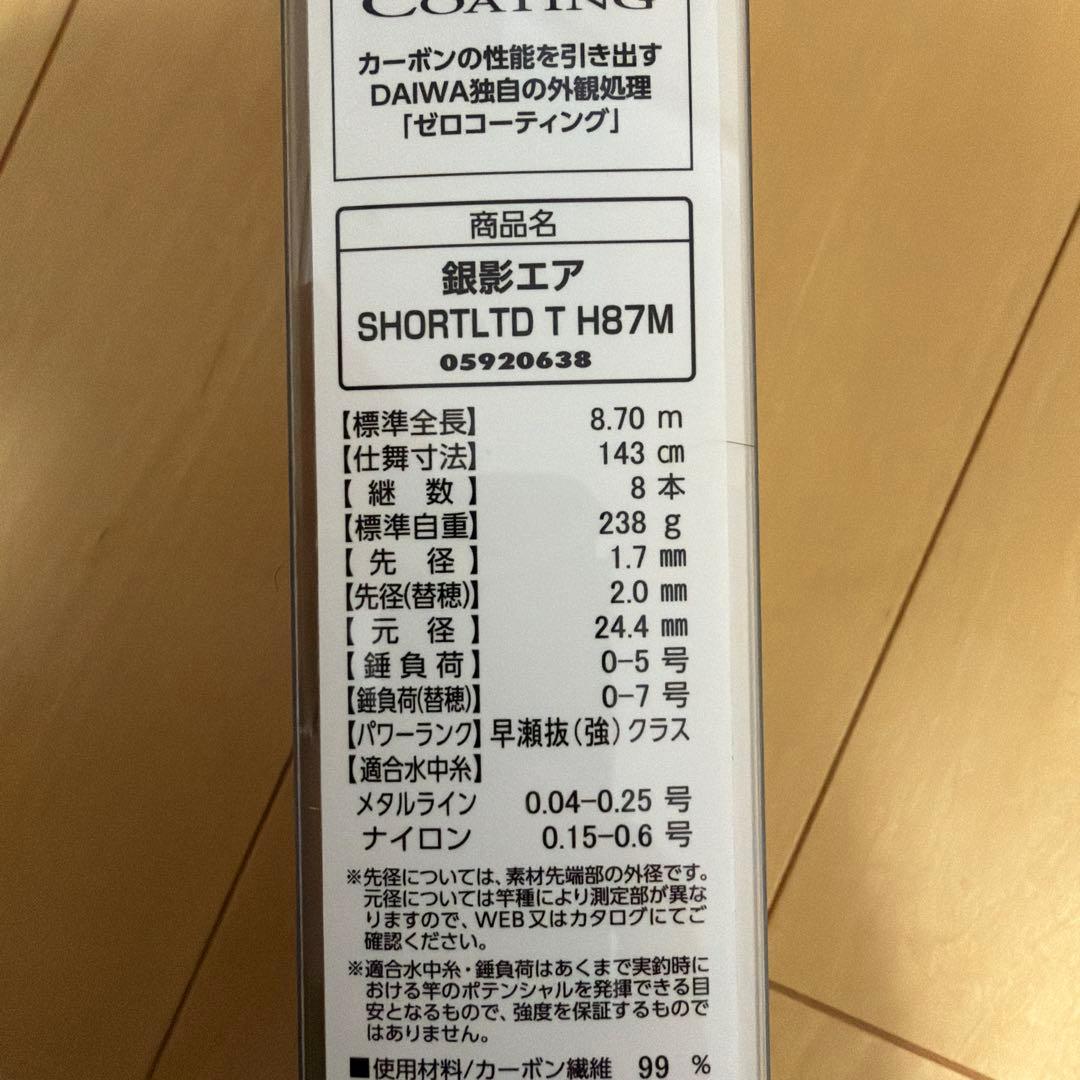 COATING
カーボンの性能を引き出す
DAIWA独自の外観処理
「ゼロコーティング」
商品名
銀影エア
SHORTLTD T H87M
05920638
【標準全長】 8.70 m
【仕舞寸法】 143 cm
【継 数】 8 本
【標準自重】 238 g
【先 径】 1.7 mm
【先径(替穂)】 2.0 mm
【元 径】 24.4 mm
【錘負荷】 0-5 号
【錘負荷(替穂)】 0-7 号
【パワーランク】早瀬抜(強)クラス
【適合水中糸】
メタルライン 0.04-0.25 号
ナイロン 0.15-0.6 号
※先径については、素材先端部の外径です。
元径については竿種により測定部が異な
りますので、WEB又はカタログにてご
確認ください。
※適合水中糸・錘負荷はあくまで実釣時に
おける竿のポテンシャルを発揮できる目
安となるもので、強度を保証するもので
はありません。
■使用材料/カーボン繊維 99 %